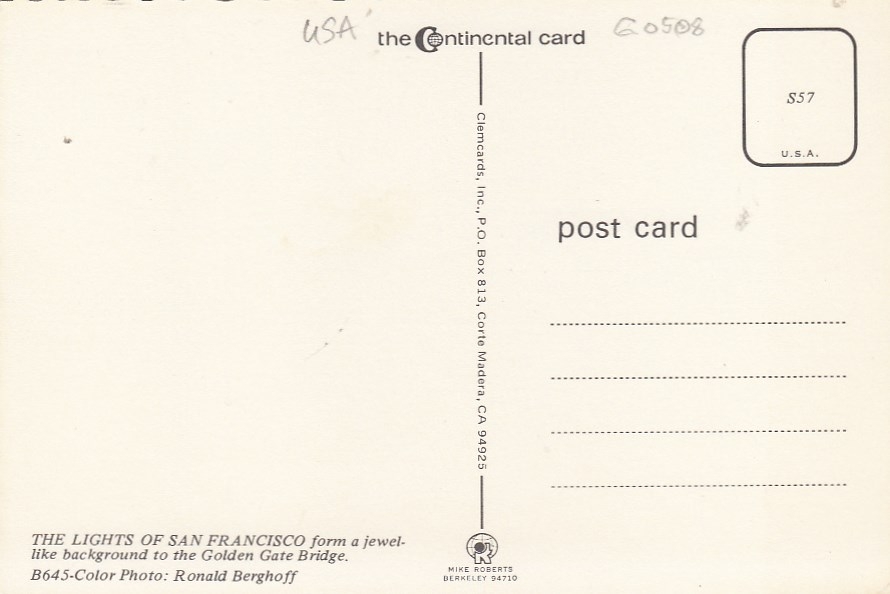 USA
the Continental card
G0508
S57
U.S.A.
post card
Clemcards, Inc., P.O. Box 813, Corte Madera, CA 94925
THE LIGHTS OF SAN FRANCISCO form a jewel-
like background to the Golden Gate Bridge.
B645-Color Photo: Ronald Berghoff
MIKE ROBERTS
BERKELEY 94710